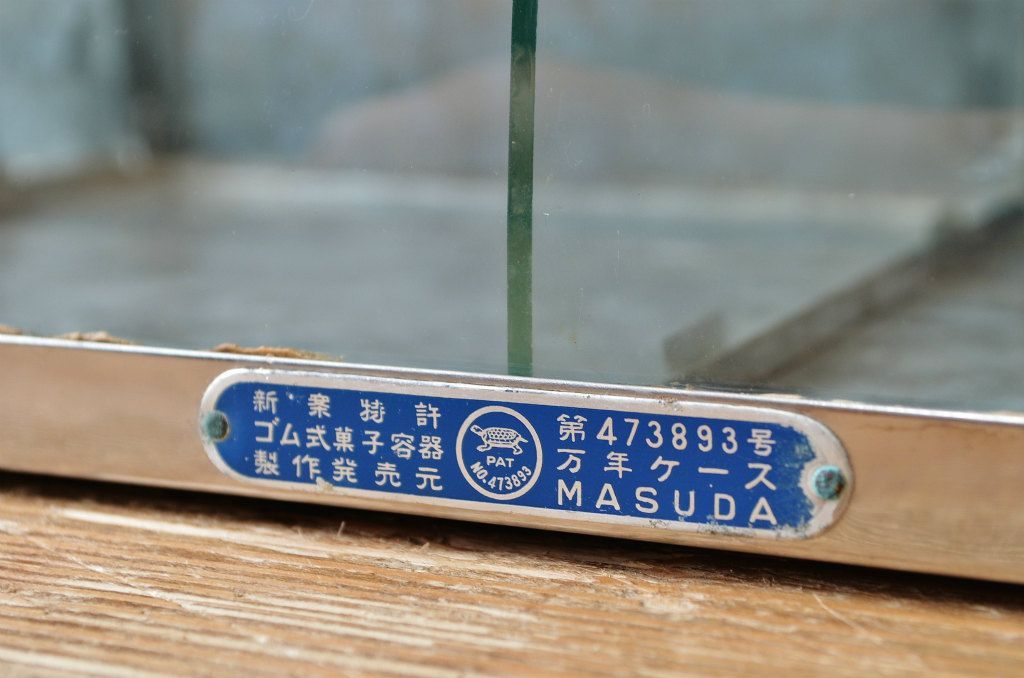 新案特許
ゴム式菓子容器
製作発売元
PAT
NO.473893
第473893号
万年ケース
MASUDA